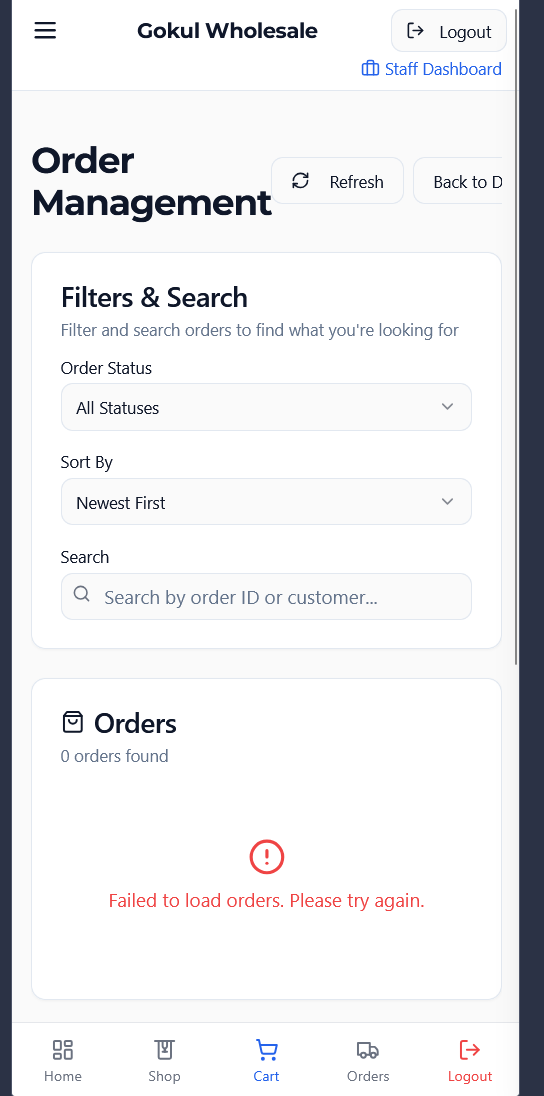 Gokul Wholesale
Logout
Staff Dashboard
Order
Management
Refresh
Back to D
Filters & Search
Filter and search orders to find what you're looking for
Order Status
All Statuses
Sort By
Newest First
Search
Search by order ID or customer...
Orders
0 orders found
Failed to load orders. Please try again.
Home
Shop
Cart
Orders
Logout